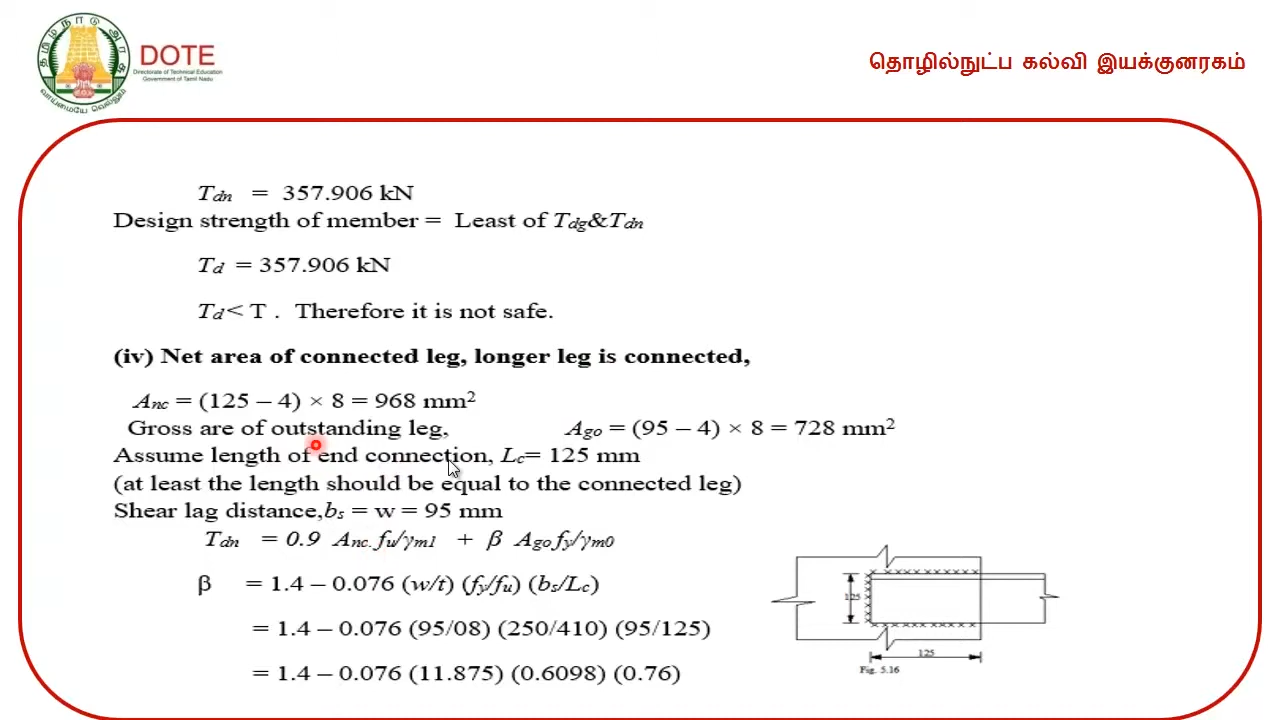 தமிழ்நாடு அரசு
வாய்மையே வெல்லும்
DOTE
Directorate of Technical Education
Government of Tamil Nadu
தொழில்நுட்ப கல்வி இயக்குனரகம்
Tdn = 357.906 kN
Design strength of member = Least of Tdg&Tdn
Td = 357.906 kN
Td < T . Therefore it is not safe.
(iv) Net area of connected leg, longer leg is connected,
Anc = (125 – 4) × 8 = 968 mm²
Gross are of outstanding leg, Ago = (95 – 4) × 8 = 728 mm²
Assume length of end connection, Lc= 125 mm
(at least the length should be equal to the connected leg)
Shear lag distance,bs = w = 95 mm
Tdn = 0.9 Anc. fu/γm1 + β Ago fy/γm0
β = 1.4 – 0.076 (w/t) (fy/fu) (bs/Lc)
= 1.4 – 0.076 (95/08) (250/410) (95/125)
= 1.4 – 0.076 (11.875) (0.6098) (0.76)
125
125
Fig. 5.16